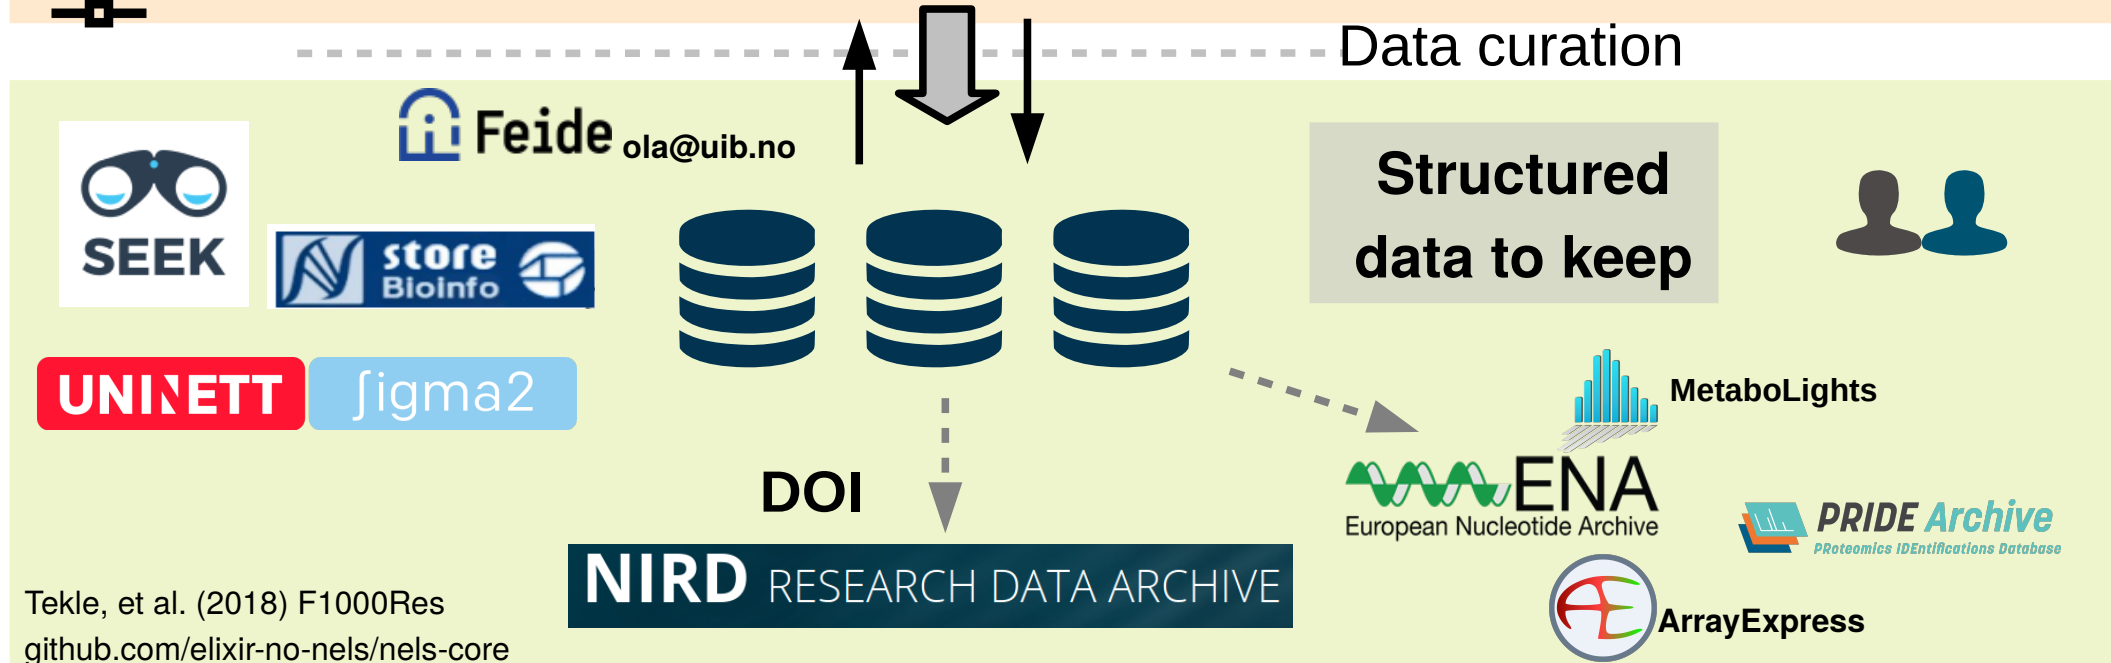 Data curation
Feide ola@uib.no
SEEK
store
Bioinfo
Structured
data to keep
UNINETT sigma2
MetaboLights
DOI
ENA
European Nucleotide Archive
PRIDE Archive
PRoteomics IDEntifications Database
NIRD RESEARCH DATA ARCHIVE
ArrayExpress
Tekle, et al. (2018) F1000Res
github.com/elixir-no-nels/nels-core